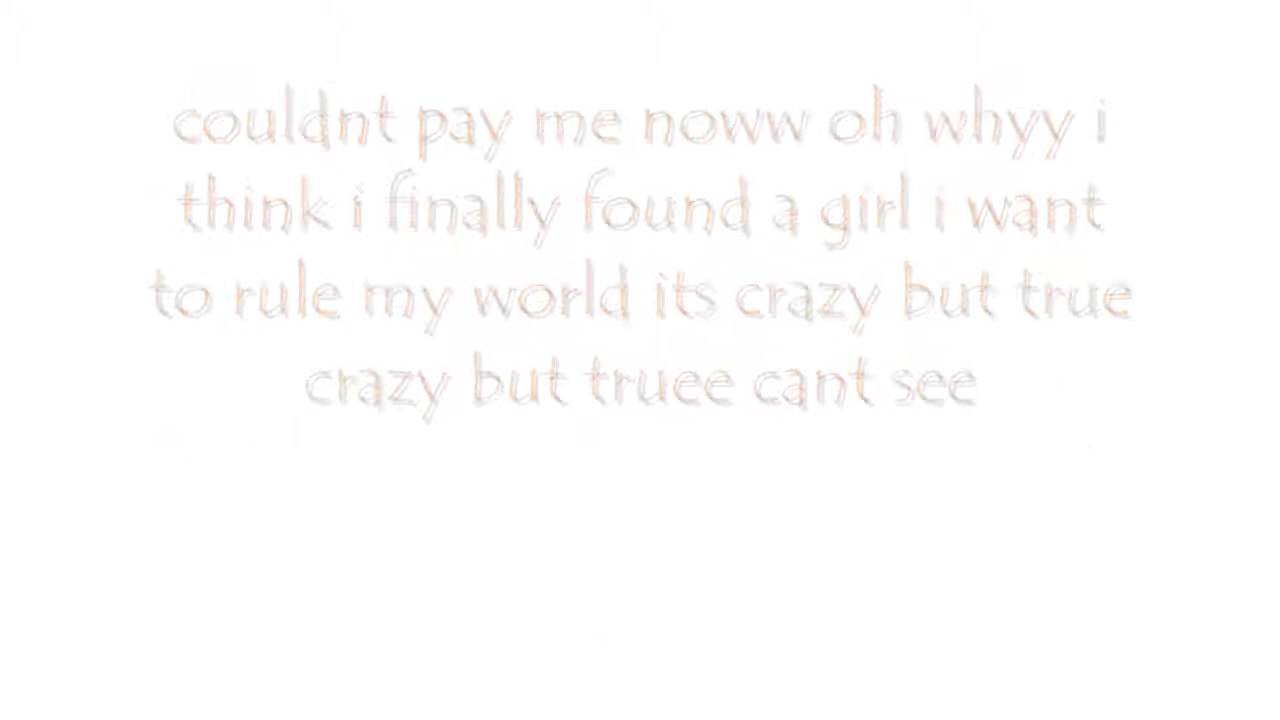 couldnt pay me noww oh whyy i
think i finally found a girl i want
to rule my world its crazy but true
crazy but truee cant see